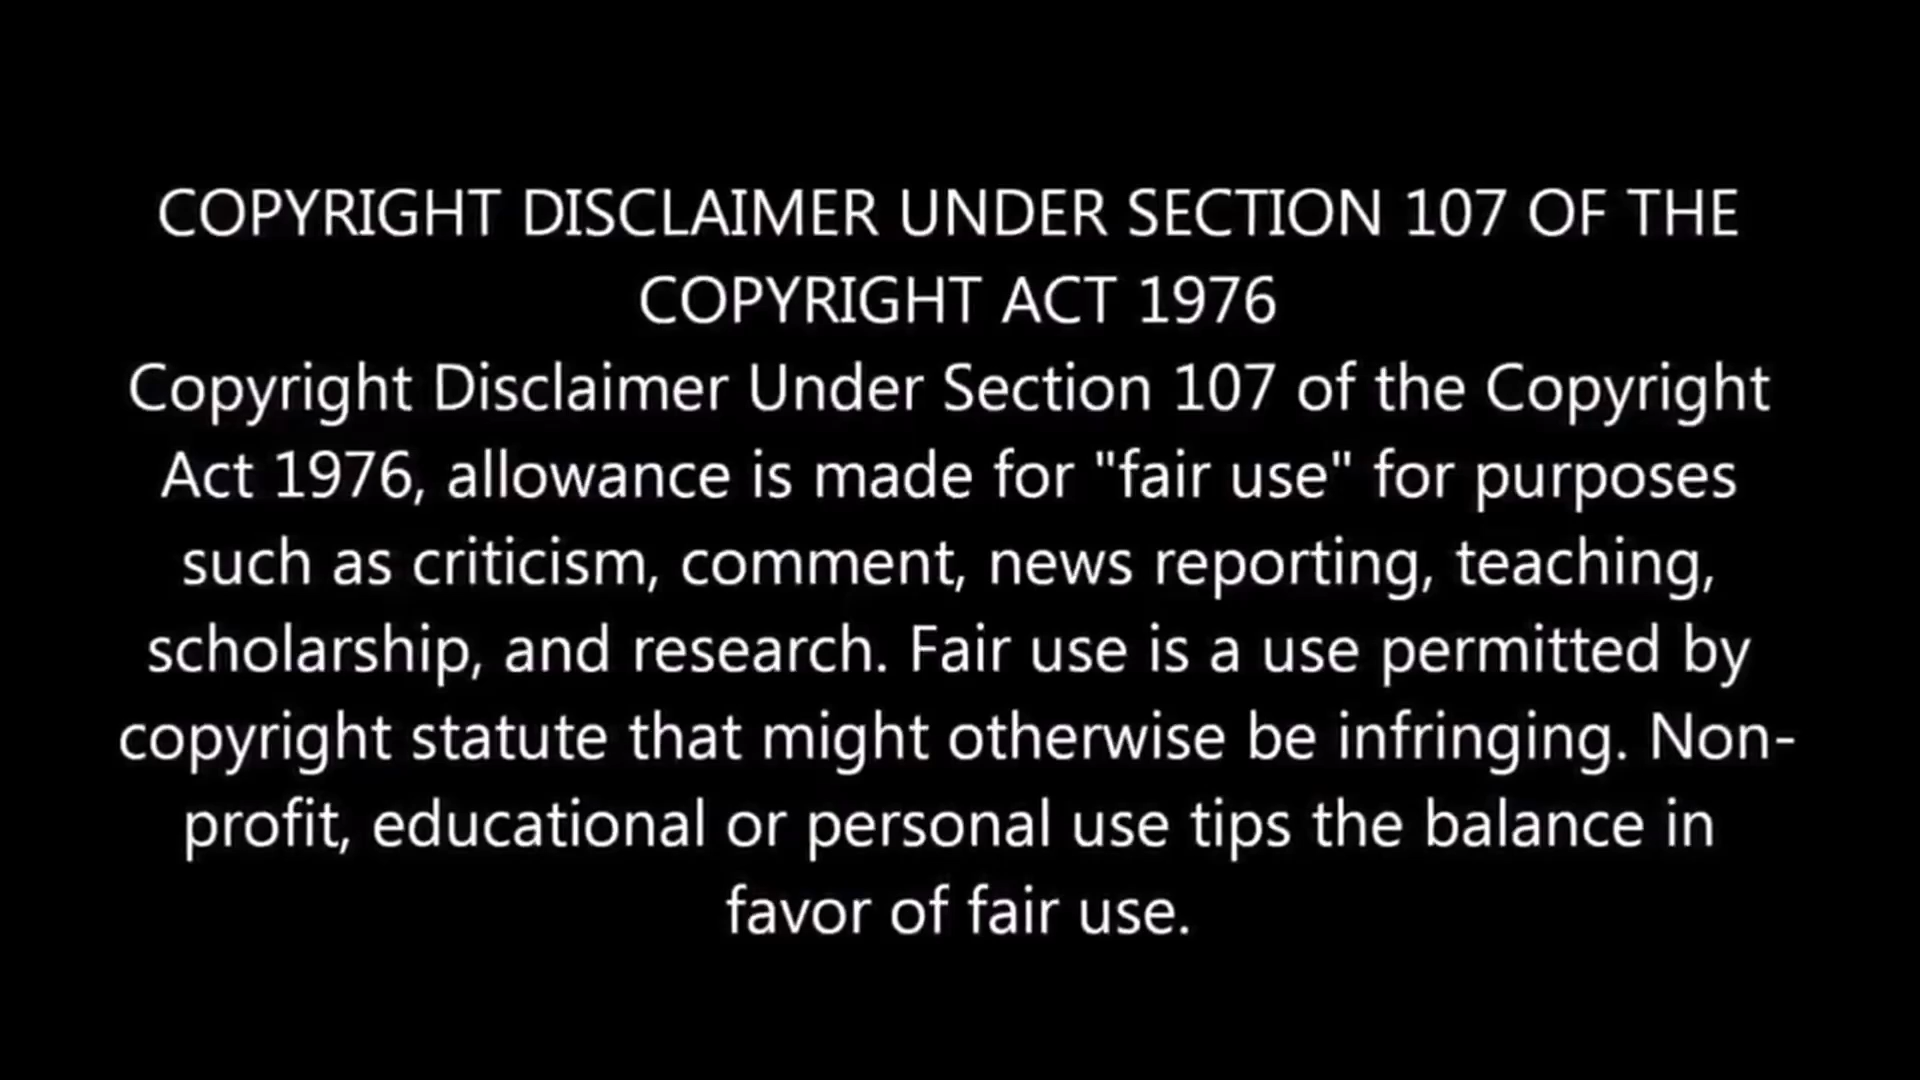 COPYRIGHT DISCLAIMER UNDER SECTION 107 OF THE
COPYRIGHT ACT 1976
Copyright Disclaimer Under Section 107 of the Copyright
Act 1976, allowance is made for "fair use" for purposes
such as criticism, comment, news reporting, teaching,
scholarship, and research. Fair use is a use permitted by
copyright statute that might otherwise be infringing. Non-
profit, educational or personal use tips the balance in
favor of fair use.